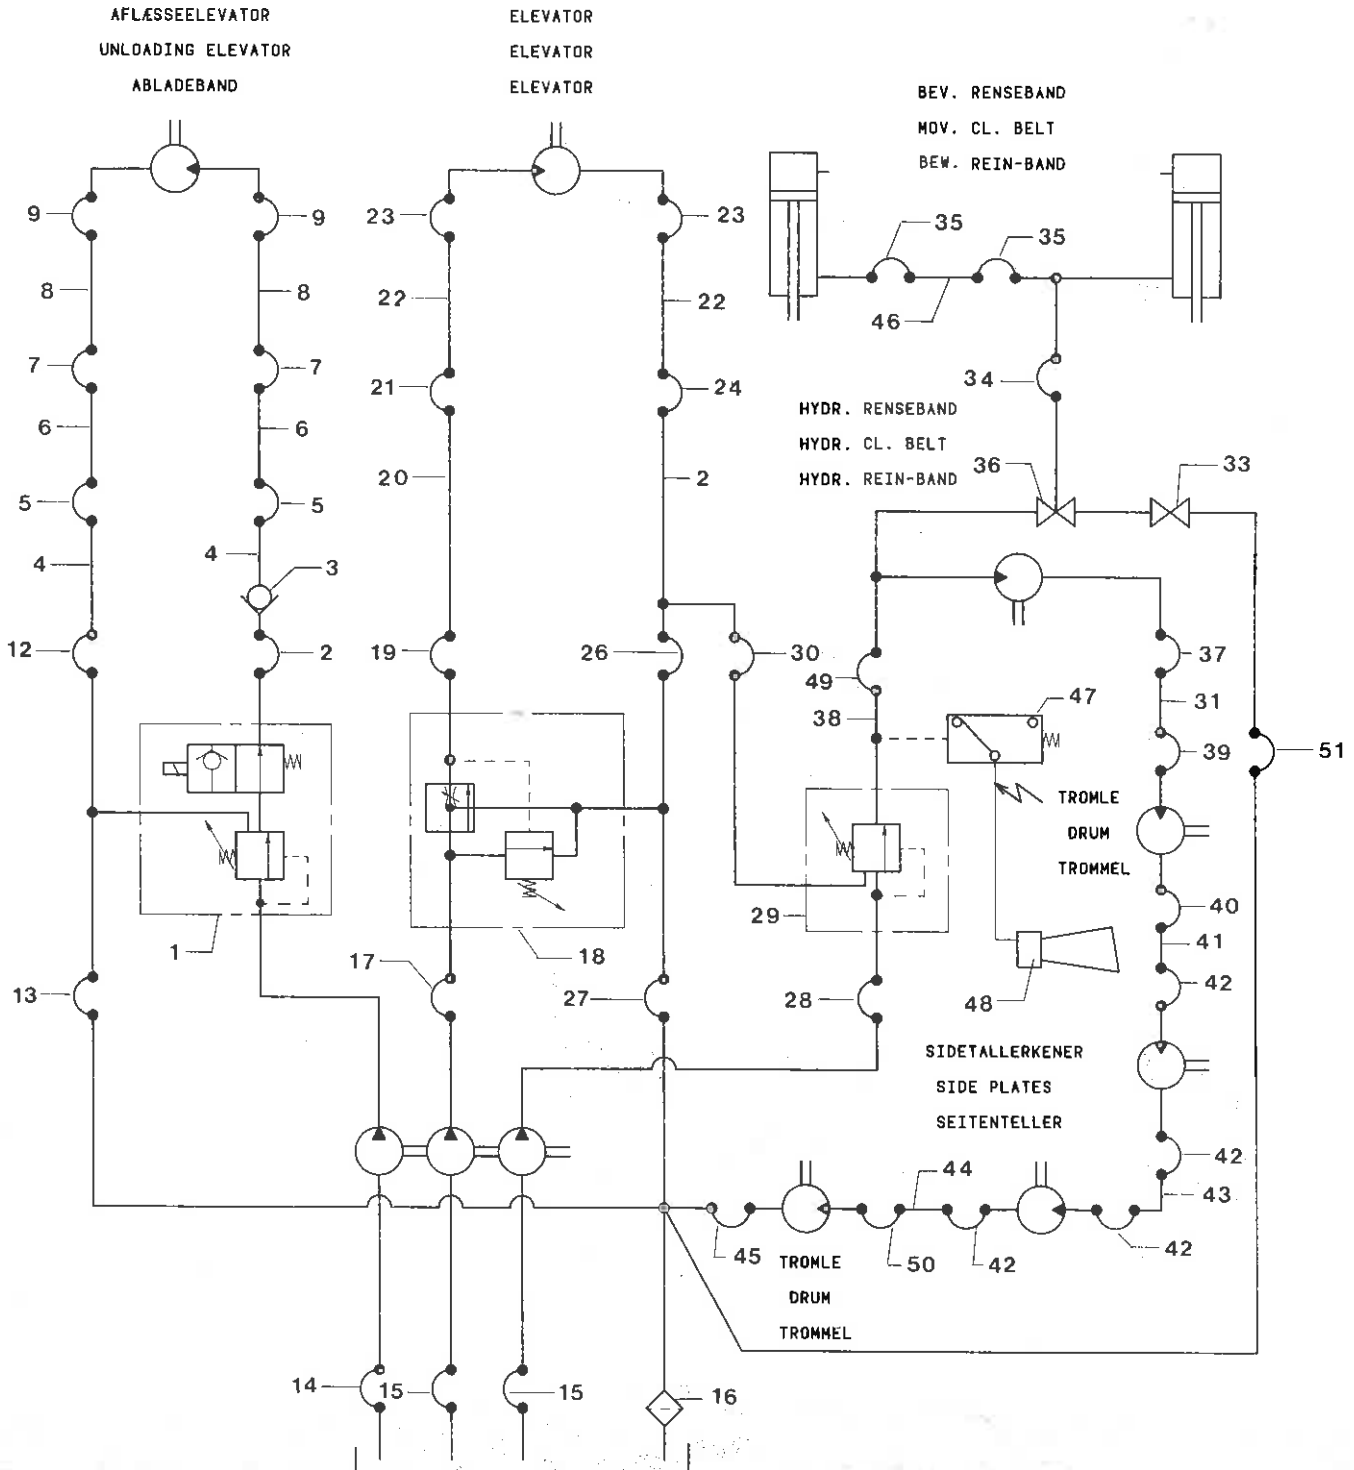 AFLÆSSEELEVATOR
UNLOADING ELEVATOR
ABLADEBAND
ELEVATOR
ELEVATOR
ELEVATOR
BEV. RENSEBAND
MOV. CL. BELT
BEW. REIN-BAND
9
9
23
23
35
35
8
8
22
22
46
7
7
21
24
34
HYDR. RENSEBAND
HYDR. CL. BELT
HYDR. REIN-BAND
6
6
20
2
36
33
5
5
4
4
3
12
2
19
26
30
49
37
38
47
31
39
51
TROMLE
DRUM
TROMMEL
29
40
1
18
17
41
13
27
28
48
42
SIDETALLERKENER
SIDE PLATES
SEITENTELLER
42
44
43
45
50
42
42
TROMLE
DRUM
TROMMEL
14
15
15
16